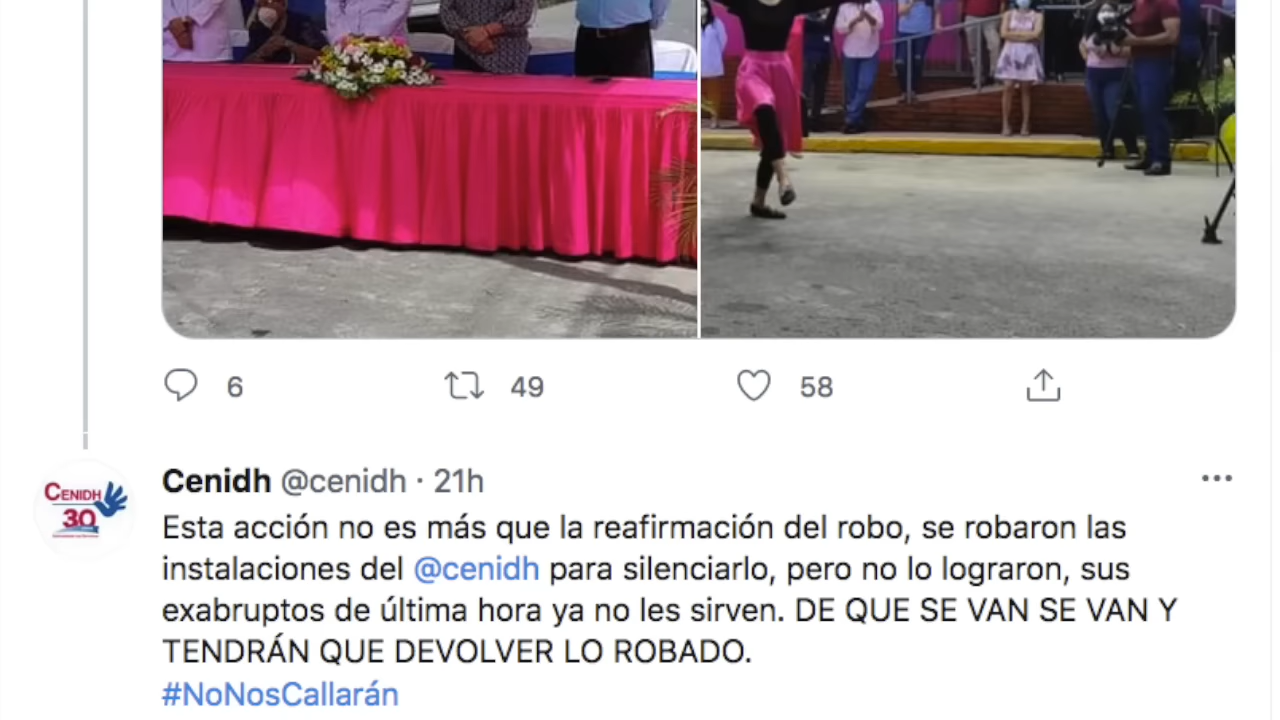 6 49 58
Cenidh @cenidh · 21h
CENIDH
30
Esta acción no es más que la reafirmación del robo, se robaron las
instalaciones del @cenidh para silenciarlo, pero no lo lograron, sus
exabruptos de última hora ya no les sirven. DE QUE SE VAN SE VAN Y
TENDRÁN QUE DEVOLVER LO ROBADO.
#NoNosCallarán